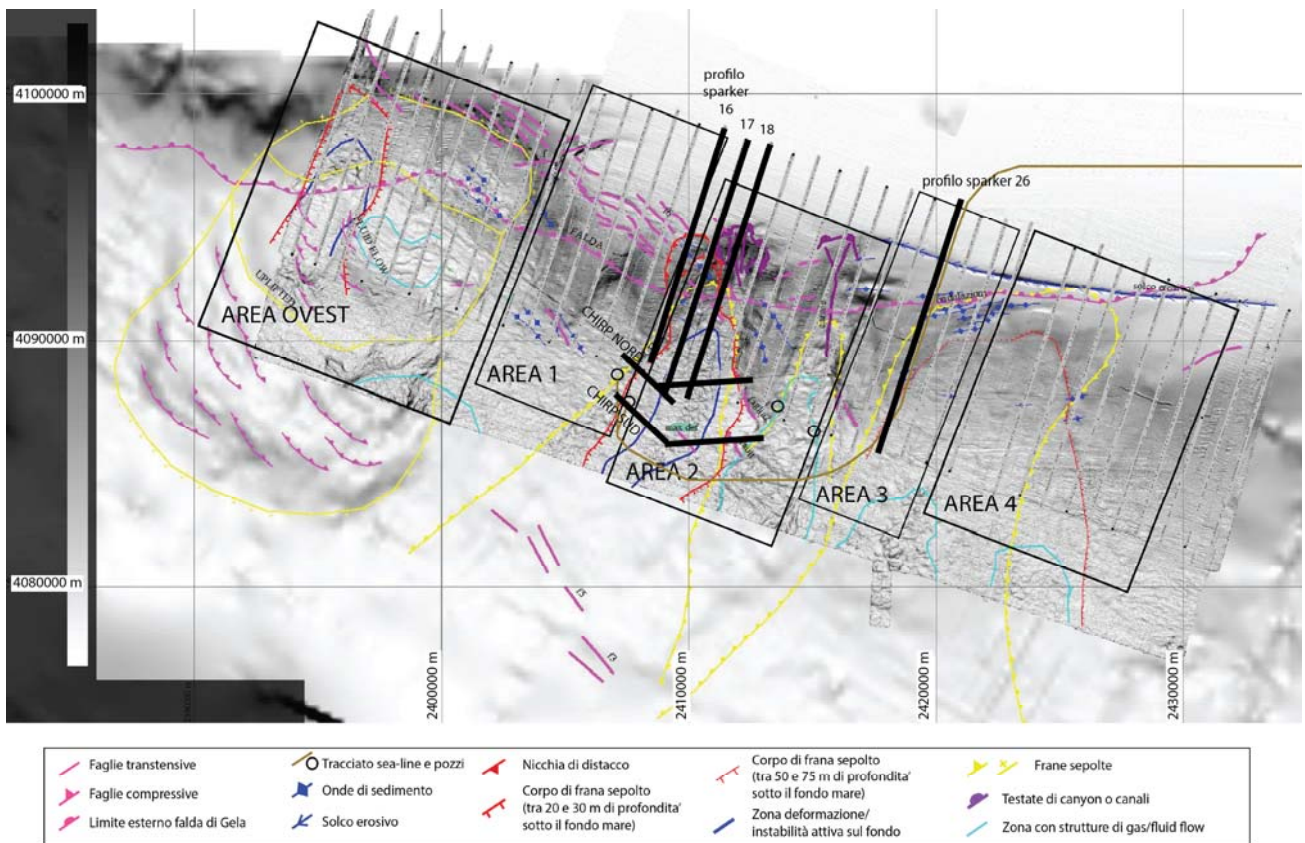 profilo
sparker
16
17
18
4100000 m
profilo sparker 26
FALDA
FLUID FLOW
UPLIFTED
AREA OVEST
4090000 m
CHIRP NORD
AREA 1
CHIRP SUD
AREA 2
AREA 3
AREA 4
4080000 m
f3
f3
2400000 m
2410000 m
2420000 m
2430000 m
Faglie transtensive
Faglie compressive
Limite esterno falda di Gela
Tracciato sea-line e pozzi
Onde di sedimento
Solco erosivo
Nicchia di distacco
Corpo di frana sepolto
(tra 20 e 30 m di profondita'
sotto il fondo mare)
Corpo di frana sepolto
(tra 50 e 75 m di profondita'
sotto il fondo mare)
Zona deformazione/
instabilità attiva sul fondo
Frane sepolte
Testate di canyon o canali
Zona con strutture di gas/fluid flow